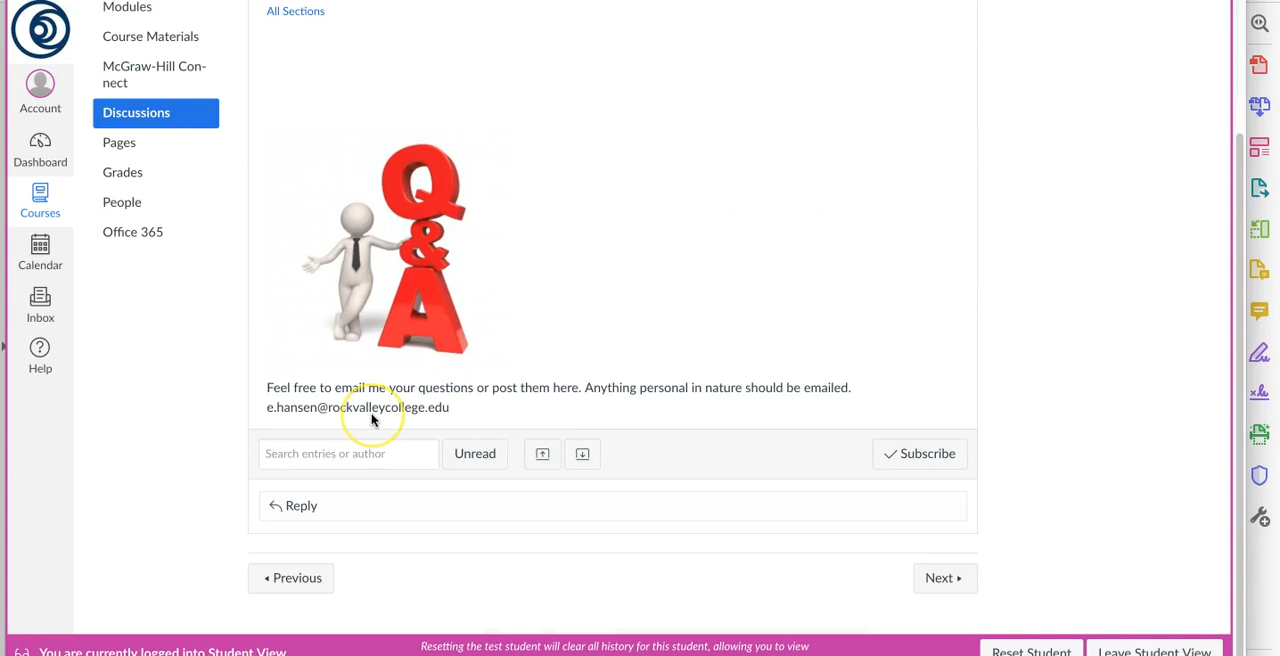 Modules
All Sections
Course Materials
McGraw-Hill Con-
nect
Account
Discussions
Pages
Dashboard
Grades
People
Courses
Office 365
Calendar
Inbox
Help
Q
&
A
Feel free to email me your questions or post them here. Anything personal in nature should be emailed.
e.hansen@rockvalleycollege.edu
Search entries or author
Unread
Subscribe
Reply
Previous
Next
You are currently logged into Student View
Resetting the test student will clear all history for this student, allowing you to view
Reset Student
Leave Student View